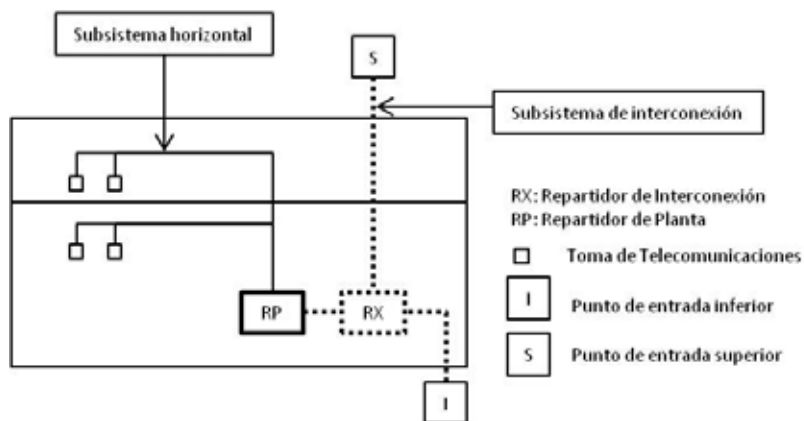 Subsistema horizontal
S
Subsistema de interconexión
RX: Repartidor de Interconexión
RP: Repartidor de Planta
Toma de Telecomunicaciones
I
Punto de entrada inferior
S
Punto de entrada superior
RP
RX
I